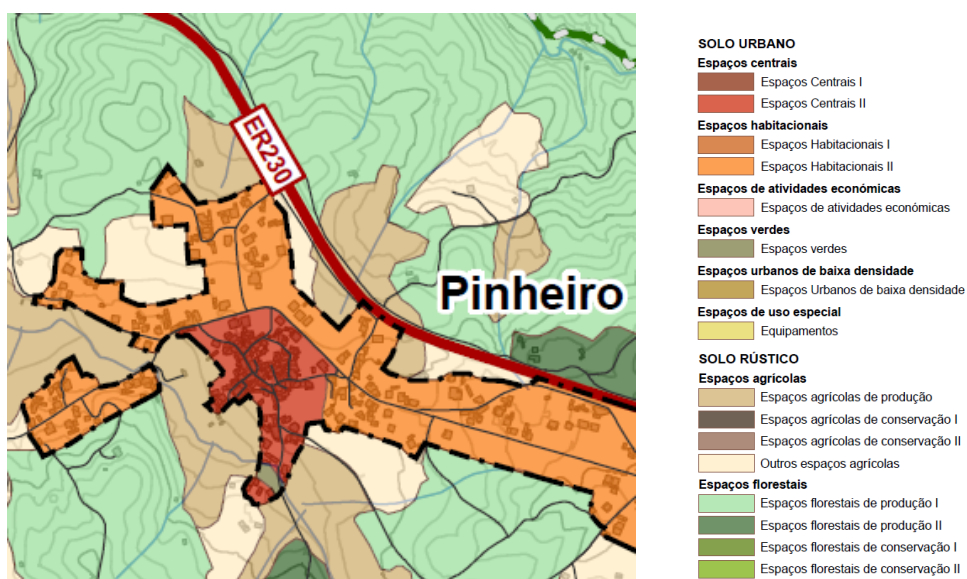 ER230
Pinheiro
SOLO URBANO
Espaços centrais
Espaços Centrais I
Espaços Centrais II
Espaços habitacionais
Espaços Habitacionais I
Espaços Habitacionais II
Espaços de atividades económicas
Espaços de atividades económicas
Espaços verdes
Espaços verdes
Espaços urbanos de baixa densidade
Espaços Urbanos de baixa densidade
Espaços de uso especial
Equipamentos
SOLO RÚSTICO
Espaços agrícolas
Espaços agrícolas de produção
Espaços agrícolas de conservação I
Espaços agrícolas de conservação II
Outros espaços agrícolas
Espaços florestais
Espaços florestais de produção I
Espaços florestais de produção II
Espaços florestais de conservação I
Espaços florestais de conservação II